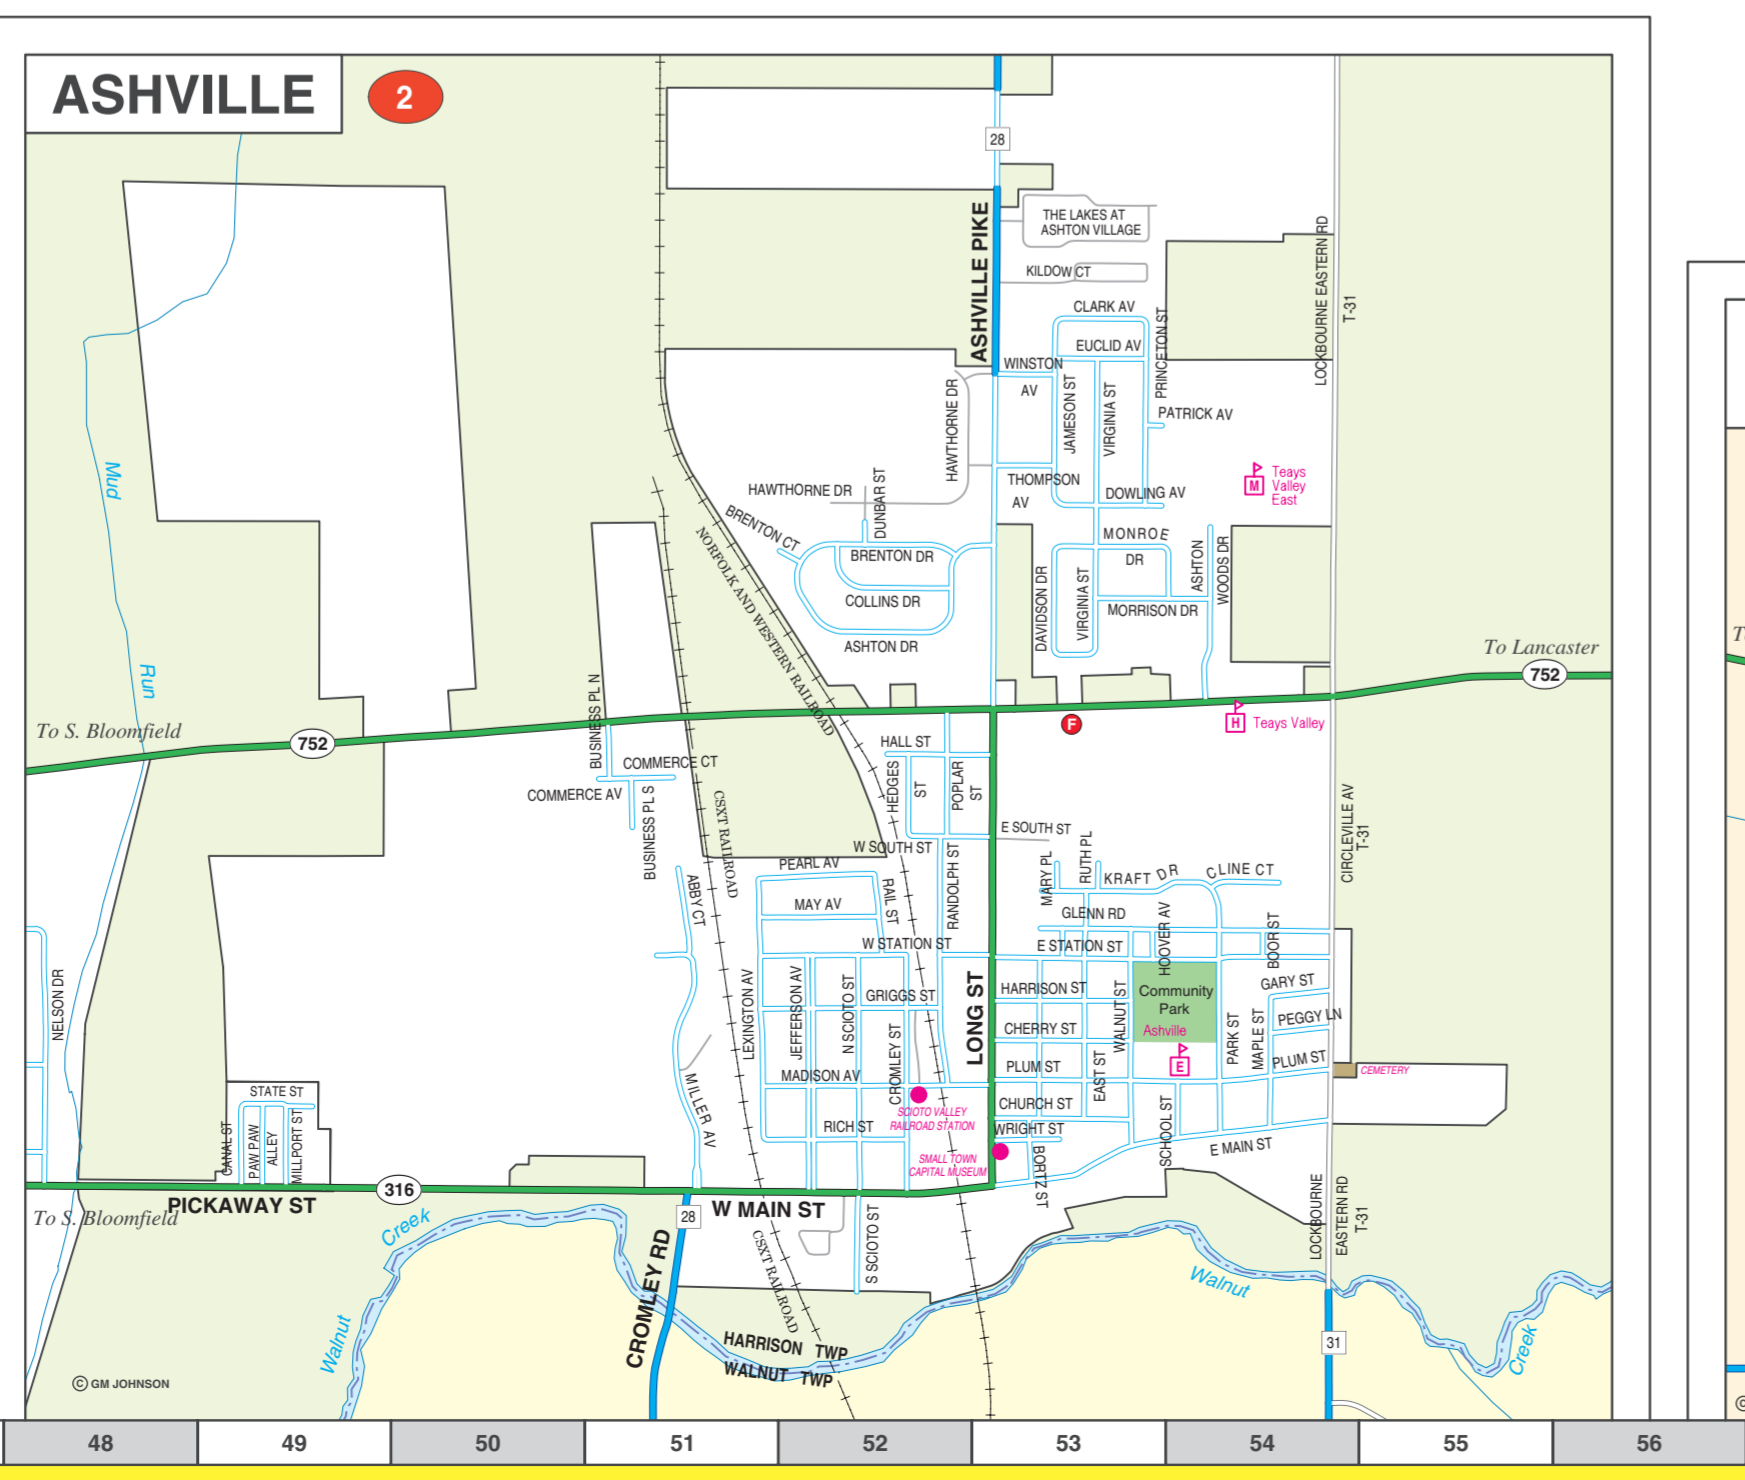 ASHVILLE
2
28
THE LAKES AT
ASHTON VILLAGE
ASHVILLE PIKE
KILDOW CT
LOCKBOURNE EASTERN RD
T-31
CLARK AV
EUCLID AV
PRINCETON ST
WINSTON
AV
JAMESON ST
VIRGINIA ST
PATRICK AV
HAWTHORNE DR
THOMPSON
AV
DOWLING AV
Teays
Valley
East
M
HAWTHORNE DR
DUNBAR ST
BRENTON CT
BRENTON DR
COLLINS DR
ASHTON DR
MONROE
DR
ASHTON
WOODS DR
DAVIDSON DR
VIRGINIA ST
MORRISON DR
Mud
Run
NORFOLK AND WESTERN RAILROAD
To Lancaster
752
To S. Bloomfield
752
BUSINESS PL N
F
H
Teays Valley
HALL ST
COMMERCE CT
COMMERCE AV
BUSINESS PL S
CSXT RAILROAD
HEDGES
ST
POPLAR
ST
E SOUTH ST
W SOUTH ST
CIRCLEVILLE AV
T-31
PEARL AV
MAY AV
RAIL ST
RANDOLPH ST
ABBY CT
MARY PL
RUTH PL
KRAFT DR
CLINE CT
GLENN RD
HOOVER AV
BOOR ST
W STATION ST
E STATION ST
NELSON DR
LEXINGTON AV
JEFFERSON AV
N SCIOTO ST
GRIGGS ST
LONG ST
HARRISON ST
WALNUT ST
Community
Park
Ashville
E
GARY ST
PEGGY LN
CHERRY ST
PARK ST
MAPLE ST
PLUM ST
PLUM ST
EAST ST
CEMETERY
MADISON AV
CROMLEY ST
MILLER AV
STATE ST
CHURCH ST
SCIOTO VALLEY
RAILROAD STATION
RICH ST
WRIGHT ST
SCHOOL ST
E MAIN ST
CANAL ST
PAW PAW
ALLEY
MILLPORT ST
SMALL TOWN
CAPITAL MUSEUM
BORTZ ST
PICKAWAY ST
316
W MAIN ST
28
To S. Bloomfield
Creek
Walnut
CROMLEY RD
CSXT RAILROAD
S SCIOTO ST
LOCKBOURNE
EASTERN RD
T-31
Walnut
Creek
31
HARRISON TWP
WALNUT TWP
© GM JOHNSON
48
49
50
51
52
53
54
55
56